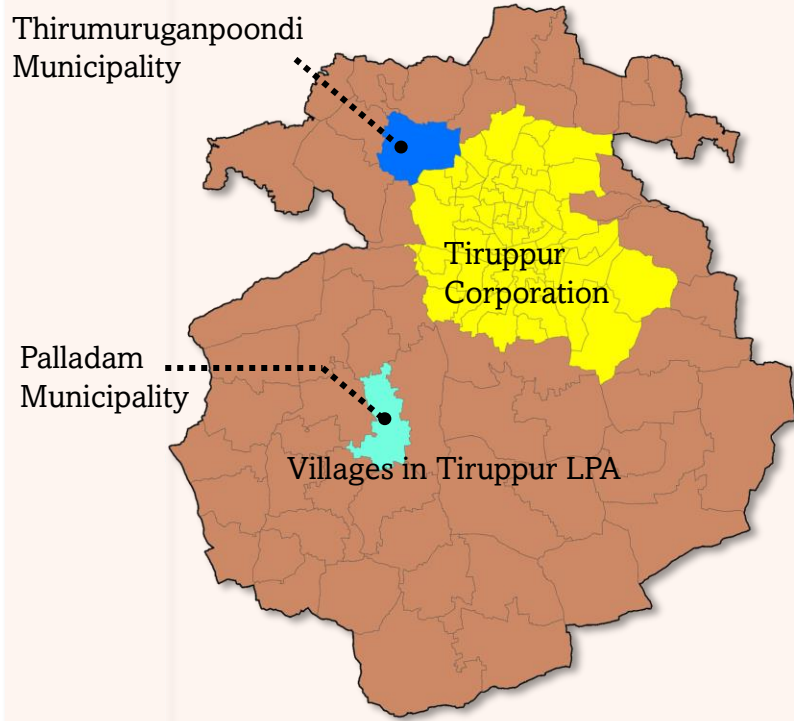 Thirumuruganpoondi
Municipality
Tiruppur
Corporation
Palladam
Municipality
Villages in Tiruppur LPA